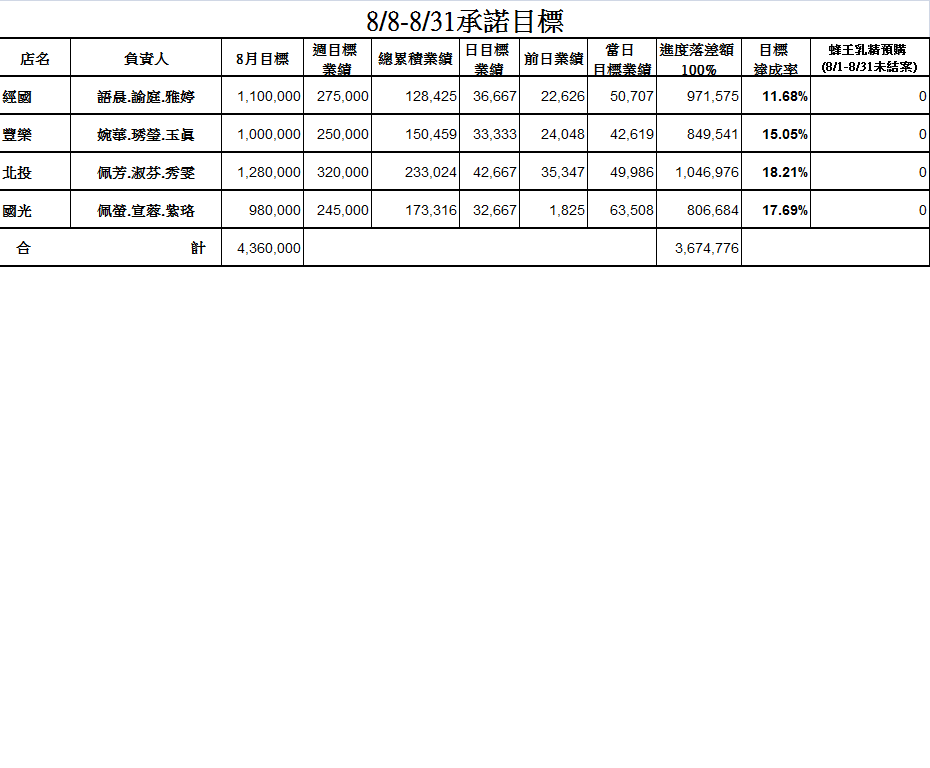 8/8-8/31承諾目標
店名 負責人 8月目標 週目標業績 總累積業績 日目標業績 前日業績 當日目標業績 進度落差額100% 目標達成率 蜂王乳精預購(8/1-8/31未結案)
經國 語晨.諭庭.雅婷 1,100,000 275,000 128,425 36,667 22,626 50,707 971,575 11.68% 0
豐樂 婉華.琇瑩.玉真 1,000,000 250,000 150,459 33,333 24,048 42,619 849,541 15.05% 0
北投 佩芳.淑芬.秀雯 1,280,000 320,000 233,024 42,667 35,347 49,986 1,046,976 18.21% 0
國光 佩螢.宣蓉.紫珞 980,000 245,000 173,316 32,667 1,825 63,508 806,684 17.69% 0
合計 4,360,000 3,674,776